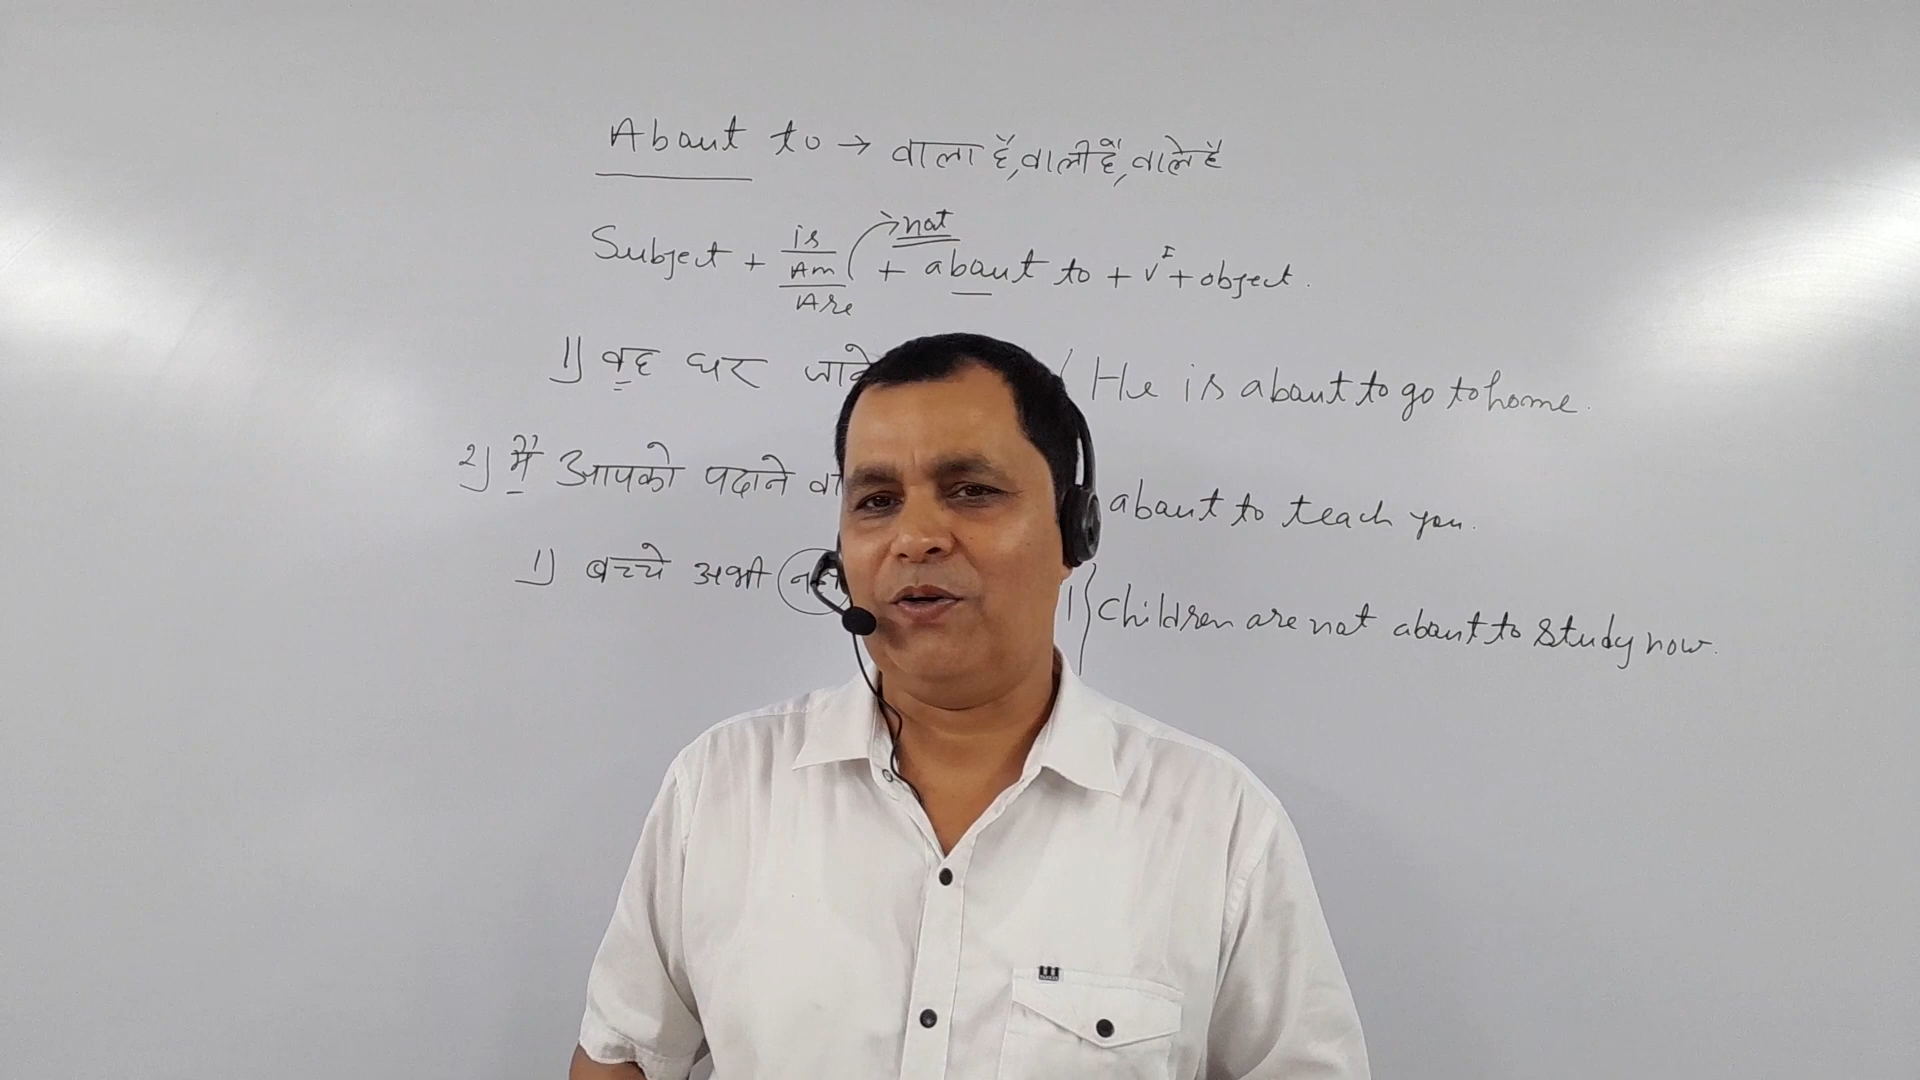 About to → वाला है, वाली है, वाले हैं
not
Subject + is/Am/Are + about to + V I + object.
1) वह घर जाने / He is about to go to home.
2) मैं आपको पढाने वा about to teach you.
1) बच्चे अभी 1) Children are not about to study now.